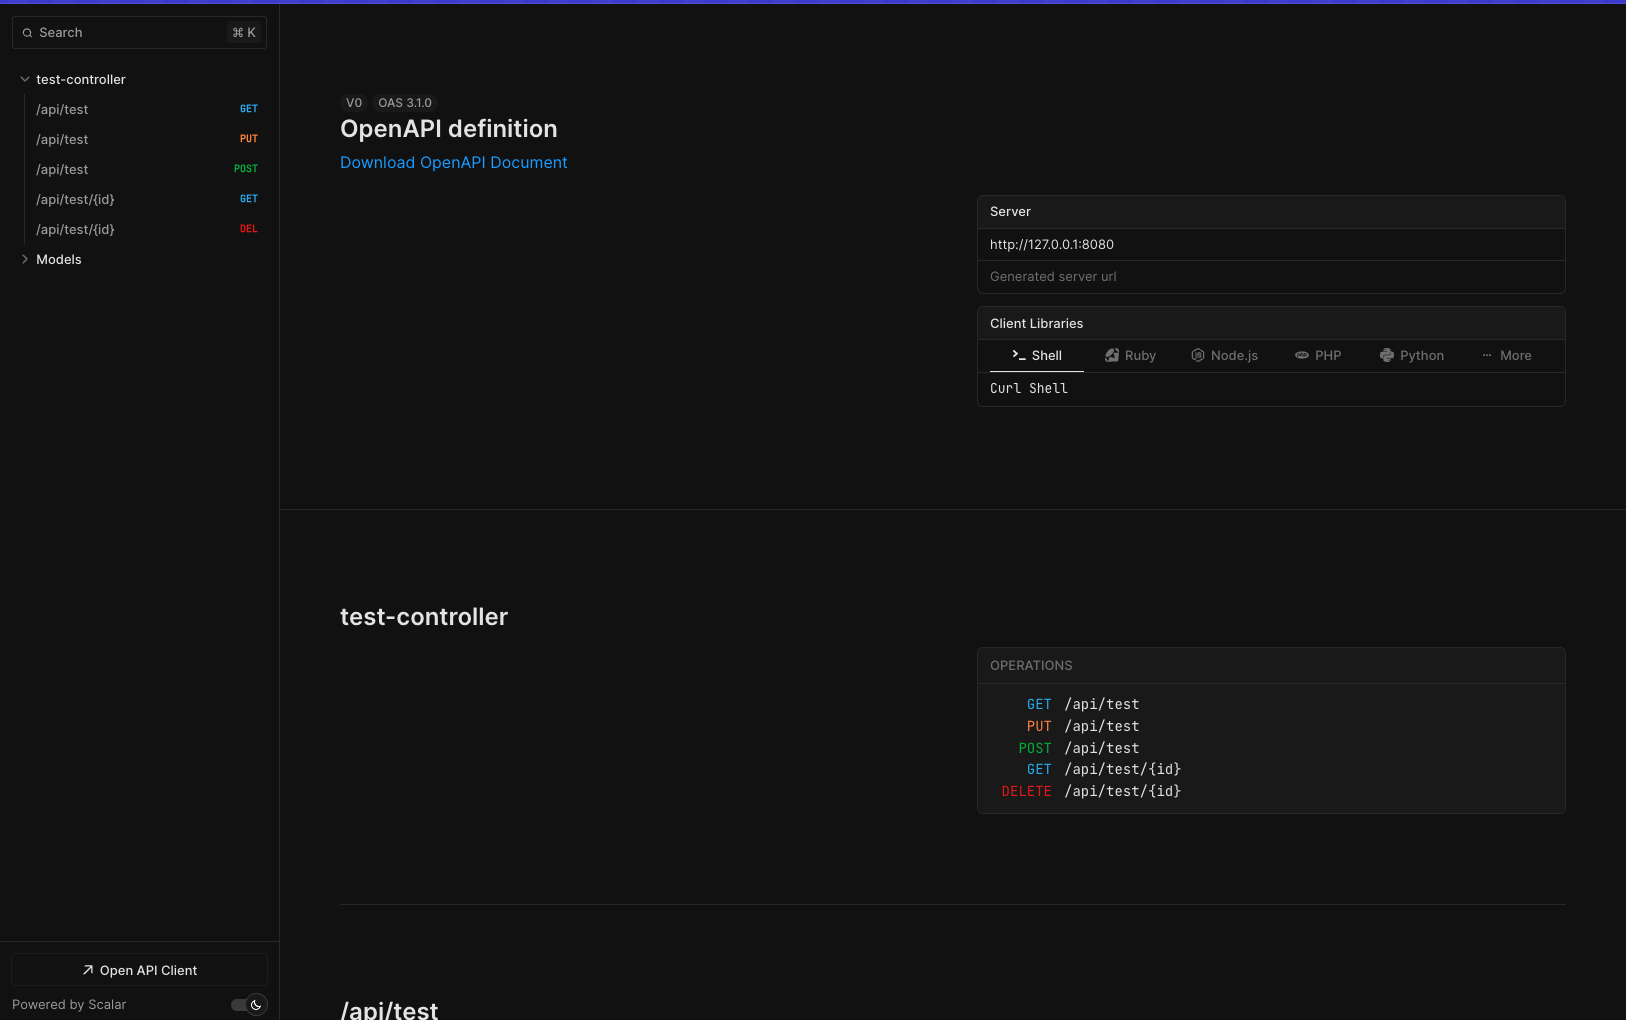 Search ⌘ K
test-controller
/api/test GET
/api/test PUT
/api/test POST
/api/test/{id} GET
/api/test/{id} DEL
Models
Open API Client
Powered by Scalar
V0 OAS 3.1.0
OpenAPI definition
Download OpenAPI Document
Server
http://127.0.0.1:8080
Generated server url
Client Libraries
Shell Ruby Node.js PHP Python More
Curl Shell
test-controller
OPERATIONS
GET /api/test
PUT /api/test
POST /api/test
GET /api/test/{id}
DELETE /api/test/{id}
/api/test